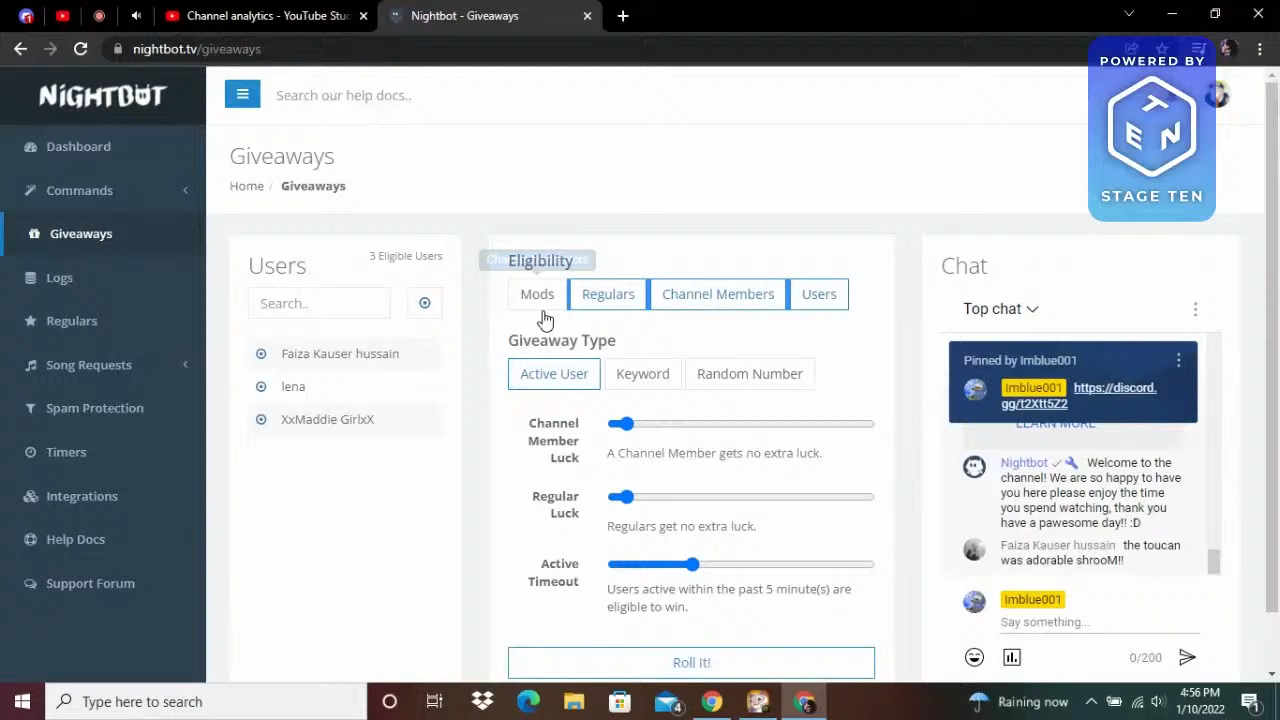 Channel analytics - YouTube Stu
Nightbot - Giveaways
nightbot.tv/giveaways
POWERED BY
TEN
STAGE TEN
NIGHTBOT
Search our help docs..
Dashboard
Commands
Giveaways
Logs
Regulars
Song Requests
Spam Protection
Timers
Integrations
Help Docs
Support Forum
Giveaways
Home / Giveaways
Users
3 Eligible Users
Search..
Faiza Kauser hussain
lena
XxMaddie GirlxX
Eligibility
Mods
Regulars
Channel Members
Users
Giveaway Type
Active User
Keyword
Random Number
Channel
Member
Luck
A Channel Member gets no extra luck.
Regular
Luck
Regulars get no extra luck.
Active
Timeout
Users active within the past 5 minute(s) are
eligible to win.
Roll It!
Chat
Top chat
Pinned by Imblue001
Imblue001 https://discord.
gg/t2Xtt5Z2
LEARN MORE
Nightbot Welcome to the
channel! We are so happy to have
you here please enjoy the time
you spend watching, thank you
have a pawesome day!! :D
Faiza Kauser hussain the toucan
was adorable shrooM!!
Imblue001
Say something...
0/200
Type here to search
4
Raining now
4:56 PM
1/10/2022
1